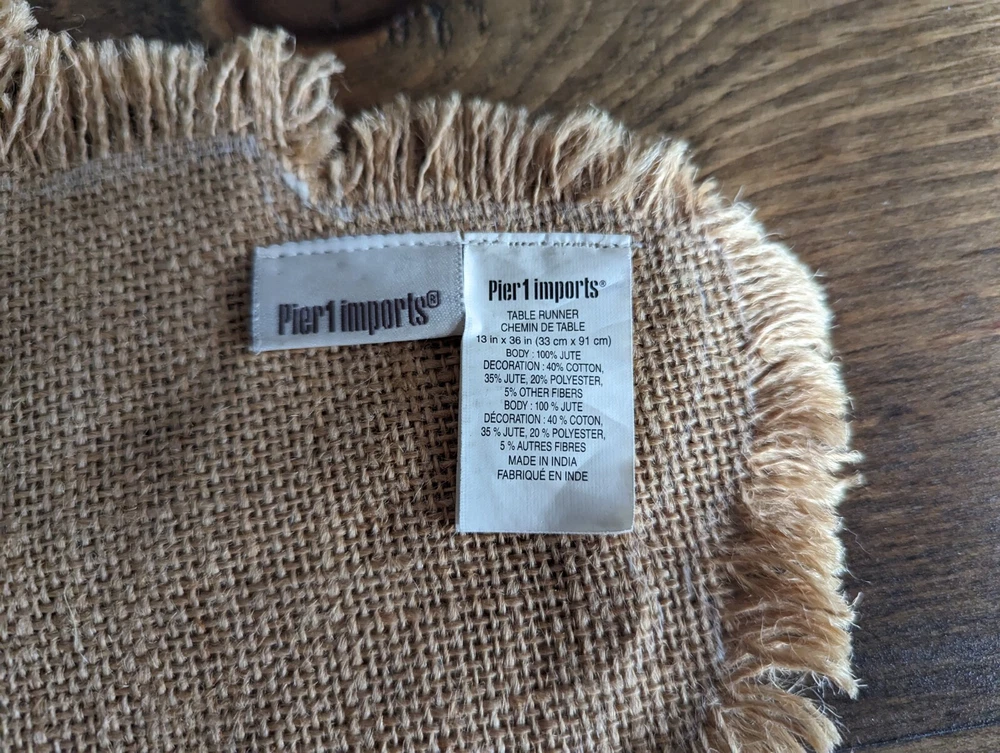 Pier1 imports®
Pier1 imports®
TABLE RUNNER
CHEMIN DE TABLE
13 in x 36 in (33 cm x 91 cm)
BODY : 100% JUTE
DECORATION : 40% COTTON,
35% JUTE, 20% POLYESTER,
5% OTHER FIBERS
BODY : 100 % JUTE
DÉCORATION : 40 % COTON,
35 % JUTE, 20 % POLYESTER,
5 % AUTRES FIBRES
MADE IN INDIA
FABRIQUÉ EN INDE